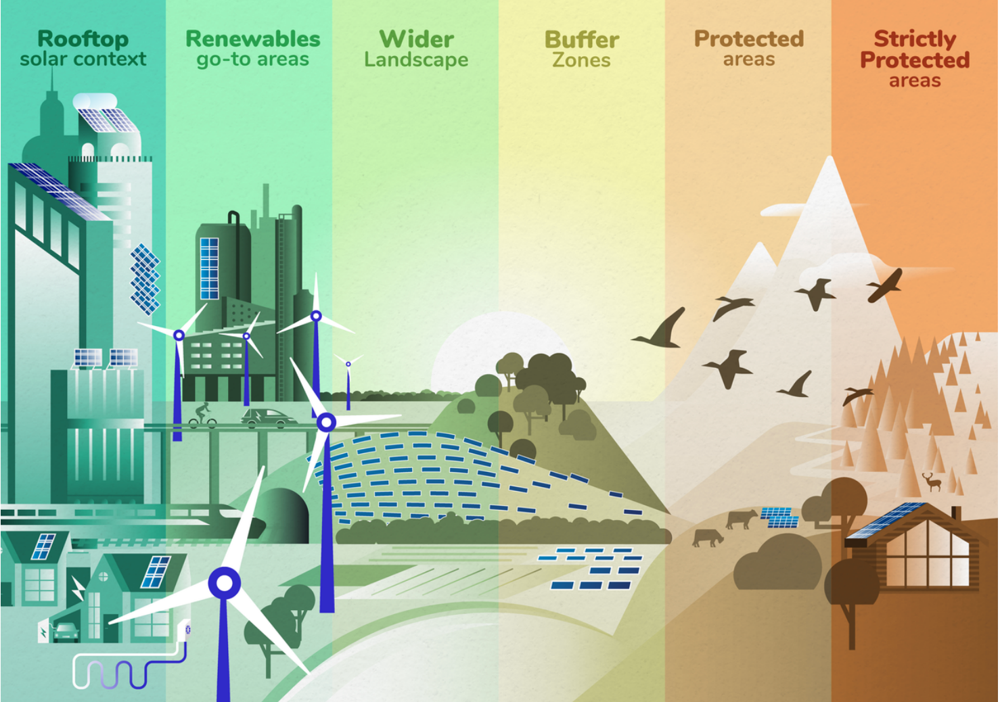 Rooftop
solar context
Renewables
go-to areas
Wider
Landscape
Buffer
Zones
Protected
areas
Strictly
Protected
areas